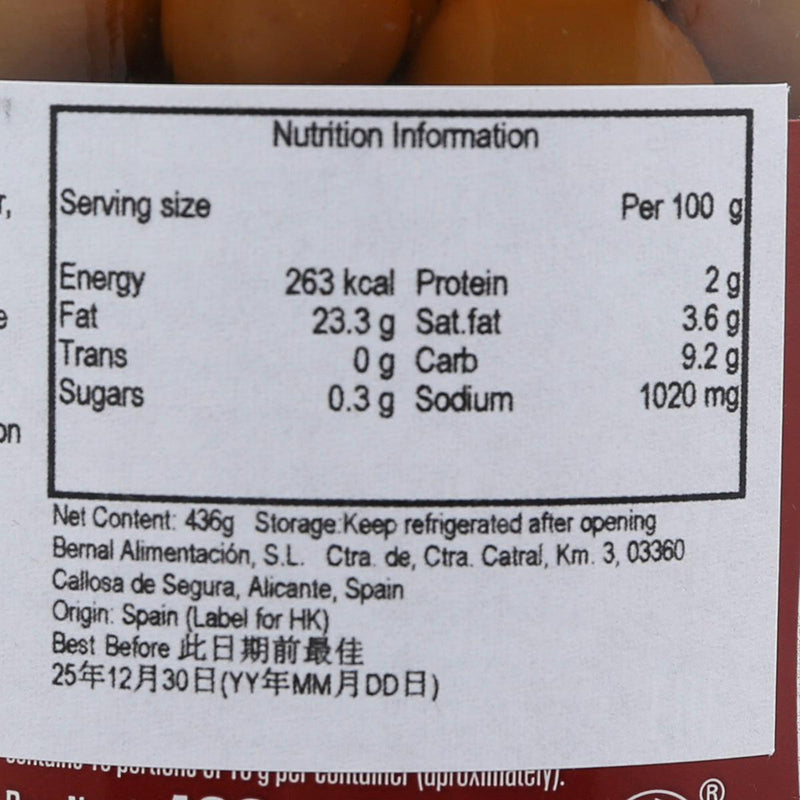 Nutrition Information
Serving size Per 100 g
Energy 263 kcal Protein 2 g
Fat 23.3 g Sat.fat 3.6 g
Trans 0 g Carb 9.2 g
Sugars 0.3 g Sodium 1020 mg
Net Content: 436g Storage:Keep refrigerated after opening
Bernal Alimentación, S.L. Ctra. de, Ctra. Catral, Km. 3, 03360
Callosa de Segura, Alicante, Spain
Origin: Spain (Label for HK)
Best Before 此日期前最佳
25年12月30日(YY年MM月DD日)
per container (aproximately).
®